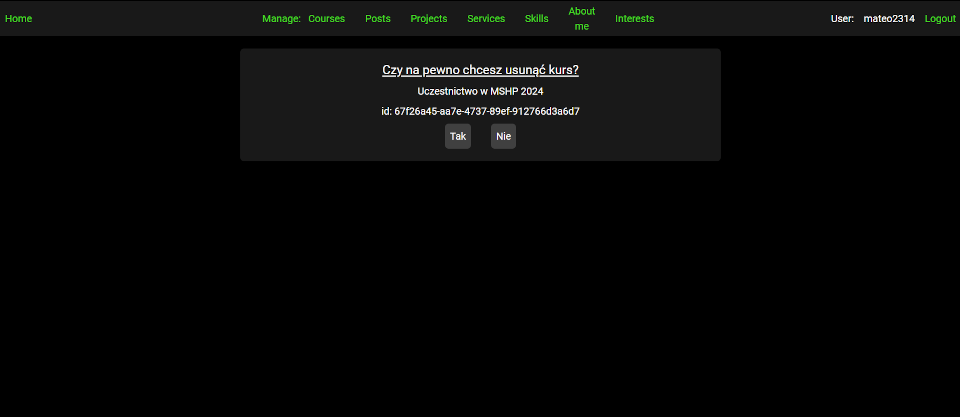 Home Manage: Courses Posts Projects Services Skills About me Interests User: mateo2314 Logout
Czy na pewno chcesz usunąć kurs?
Uczestnictwo w MSHP 2024
id: 67f26a45-aa7e-4737-89ef-912766d3a6d7
Tak Nie